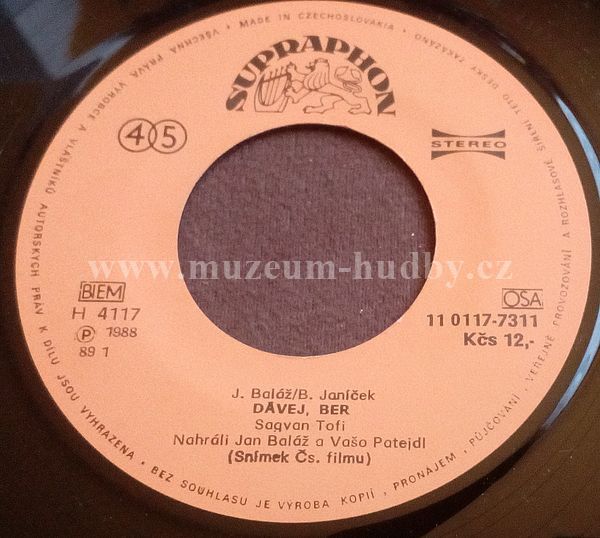 VŠECHNA PRÁVA VÝROBCE A VLASTNÍKŮ AUTORSKÝCH PRÁV K DÍLU JSOU VYHRAZENA • BEZ SOUHLASU JE VÝROBA KOPIÍ, PRONÁJEM, PŮJČOVÁNÍ, VEŘEJNÉ PROVOZOVÁNÍ A ROZHLASOVÉ ŠÍŘENÍ TÉTO DESKY ZAKÁZÁNO • MADE IN CZECHOSLOVAKIA •
SUPRAPHON
45
STEREO
www.muzeum-hudby.cz
BIEM
H 4117
Ⓟ 1988
89 1
OSA
11 0117-7311
Kčs 12,-
J. Baláž/B. Janíček
DÁVEJ, BER
Sagvan Tofi
Nahráli Jan Baláž a Vašo Patejdl
(Snímek Čs. filmu)